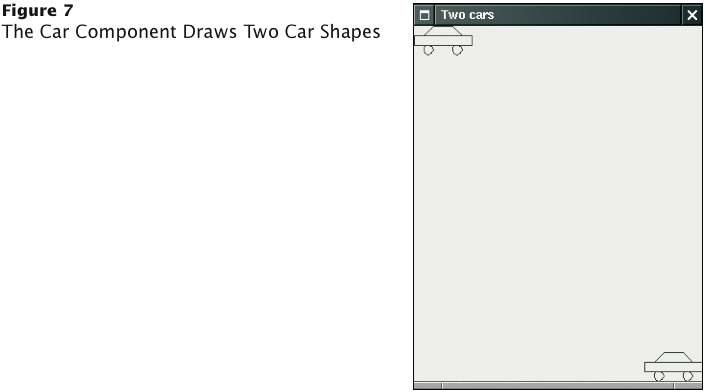 Figure 7
The Car Component Draws Two Car Shapes
Two cars